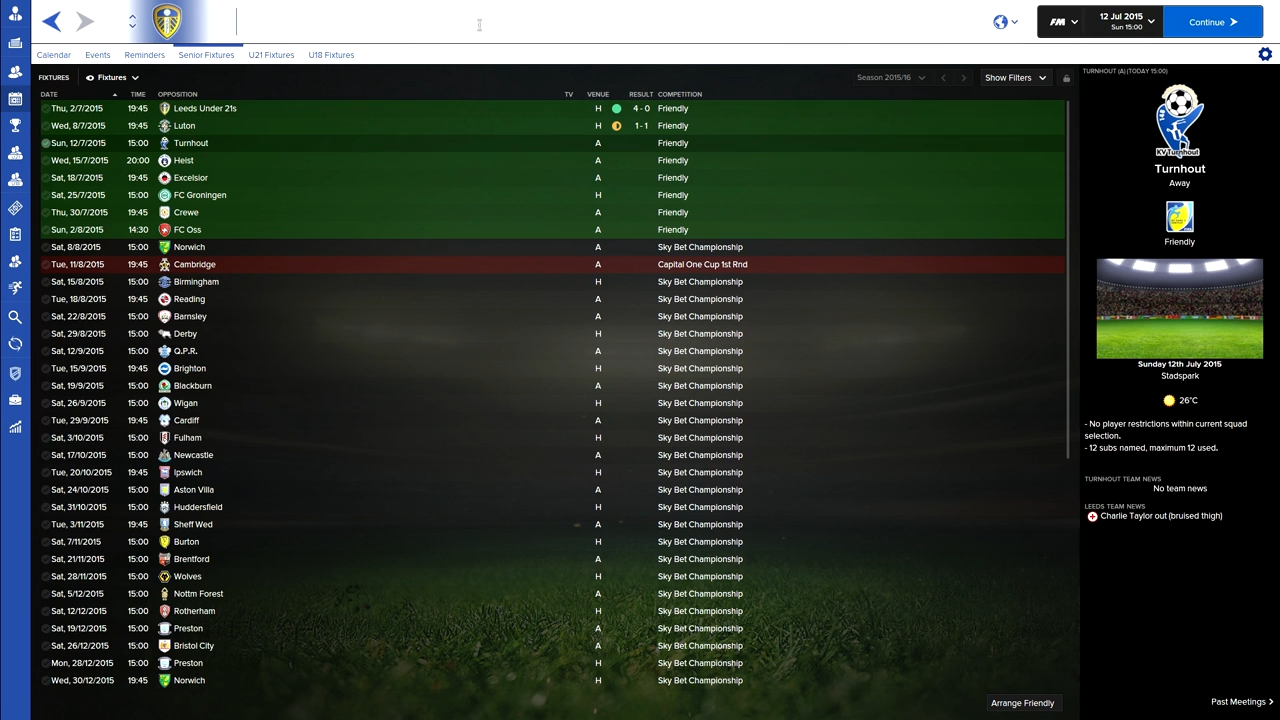 FM
12 Jul 2015
Sun 15:00
Continue
Calendar Events Reminders Senior Fixtures U21 Fixtures U18 Fixtures
FIXTURES Fixtures Season 2015/16 Show Filters
DATE TIME OPPOSITION TV VENUE RESULT COMPETITION
Thu, 2/7/2015 19:45 Leeds Under 21s H 4 - 0 Friendly
Wed, 8/7/2015 19:45 Luton H 1 - 1 Friendly
Sun, 12/7/2015 15:00 Turnhout A Friendly
Wed, 15/7/2015 20:00 Heist A Friendly
Sat, 18/7/2015 19:45 Excelsior A Friendly
Sat, 25/7/2015 15:00 FC Groningen H Friendly
Thu, 30/7/2015 19:45 Crewe A Friendly
Sun, 2/8/2015 14:30 FC Oss A Friendly
Sat, 8/8/2015 15:00 Norwich A Sky Bet Championship
Tue, 11/8/2015 19:45 Cambridge A Capital One Cup 1st Rnd
Sat, 15/8/2015 15:00 Birmingham H Sky Bet Championship
Tue, 18/8/2015 19:45 Reading A Sky Bet Championship
Sat, 22/8/2015 15:00 Barnsley A Sky Bet Championship
Sat, 29/8/2015 15:00 Derby H Sky Bet Championship
Sat, 12/9/2015 15:00 Q.P.R. A Sky Bet Championship
Tue, 15/9/2015 19:45 Brighton H Sky Bet Championship
Sat, 19/9/2015 15:00 Blackburn A Sky Bet Championship
Sat, 26/9/2015 15:00 Wigan H Sky Bet Championship
Tue, 29/9/2015 19:45 Cardiff A Sky Bet Championship
Sat, 3/10/2015 15:00 Fulham H Sky Bet Championship
Sat, 17/10/2015 15:00 Newcastle A Sky Bet Championship
Tue, 20/10/2015 19:45 Ipswich H Sky Bet Championship
Sat, 24/10/2015 15:00 Aston Villa A Sky Bet Championship
Sat, 31/10/2015 15:00 Huddersfield H Sky Bet Championship
Tue, 3/11/2015 19:45 Sheff Wed A Sky Bet Championship
Sat, 7/11/2015 15:00 Burton H Sky Bet Championship
Sat, 21/11/2015 15:00 Brentford A Sky Bet Championship
Sat, 28/11/2015 15:00 Wolves H Sky Bet Championship
Sat, 5/12/2015 15:00 Nottm Forest A Sky Bet Championship
Sat, 12/12/2015 15:00 Rotherham H Sky Bet Championship
Sat, 19/12/2015 15:00 Preston A Sky Bet Championship
Sat, 26/12/2015 15:00 Bristol City A Sky Bet Championship
Mon, 28/12/2015 15:00 Preston H Sky Bet Championship
Wed, 30/12/2015 19:45 Norwich H Sky Bet Championship
Arrange Friendly
TURNHOUT (A) (TODAY 15:00)
KV Turnhout
Turnhout
Away
Friendly
Sunday 12th July 2015
Stadspark
26°C
- No player restrictions within current squad
selection.
- 12 subs named, maximum 12 used.
TURNHOUT TEAM NEWS
No team news
LEEDS TEAM NEWS
Charlie Taylor out (bruised thigh)
Past Meetings